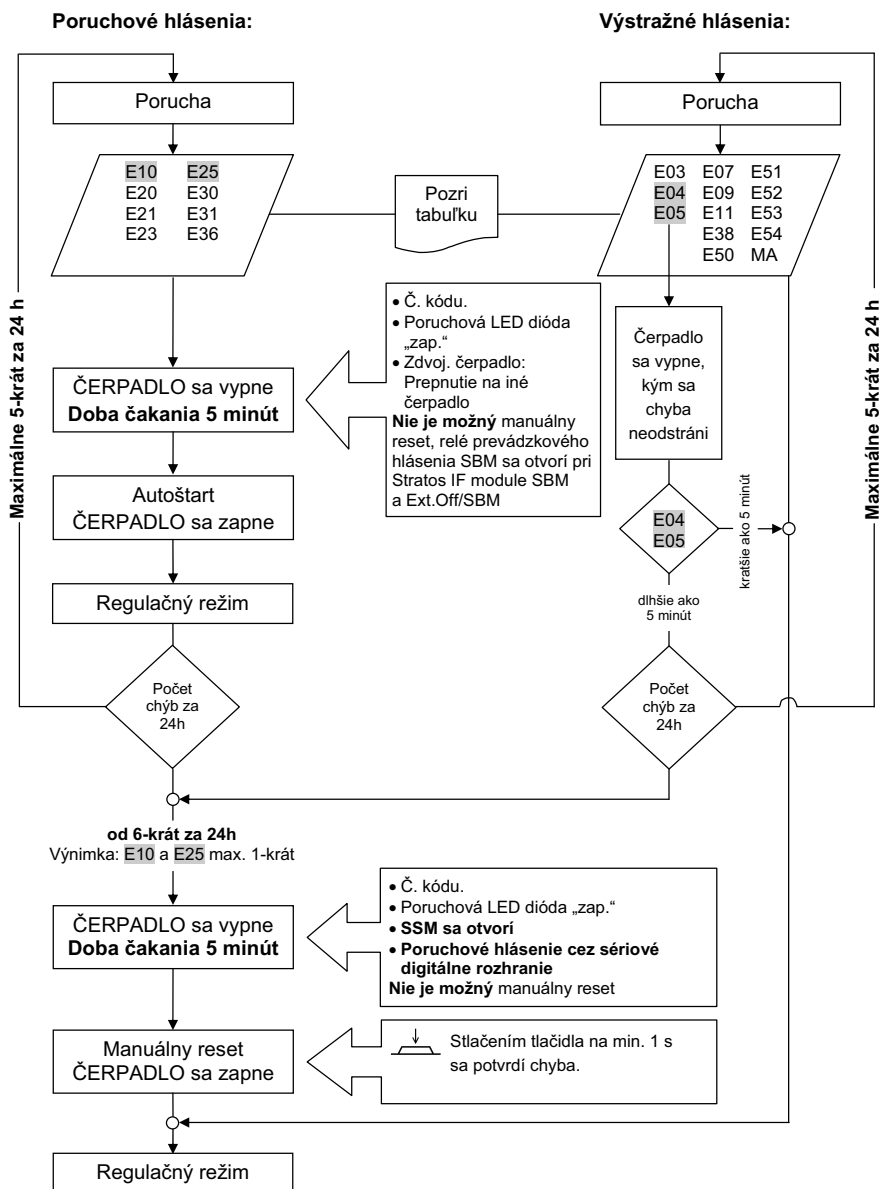 Poruchové hlásenia:
Výstražné hlásenia:
Porucha
Porucha
E10 E25
E20 E30
E21 E31
E23 E36
Pozri
tabuľku
E03 E07 E51
E04 E09 E52
E05 E11 E53
E38 E54
E50 MA
Maximálne 5-krát za 24 h
Maximálne 5-krát za 24 h
• Č. kódu.
• Poruchová LED dióda
„zap.“
• Zdvoj. čerpadlo:
Prepnutie na iné
čerpadlo
Nie je možný manuálny
reset, relé prevádzkového
hlásenia SBM sa otvorí pri
Stratos IF module SBM
a Ext.Off/SBM
Čerpadlo
sa vypne,
kým sa
chyba
neodstráni
ČERPADLO sa vypne
Doba čakania 5 minút
Autoštart
ČERPADLO sa zapne
E04
E05
kratšie ako 5 minút
dlhšie ako
5 minút
Regulačný režim
Počet
chýb za
24h
Počet
chýb za
24h
od 6-krát za 24h
Výnimka: E10 a E25 max. 1-krát
ČERPADLO sa vypne
Doba čakania 5 minút
• Č. kódu.
• Poruchová LED dióda „zap.“
• SSM sa otvorí
• Poruchové hlásenie cez sériové
digitálne rozhranie
Nie je možný manuálny reset
Manuálny reset
ČERPADLO sa zapne
Stlačením tlačidla na min. 1 s
sa potvrdí chyba.
Regulačný režim